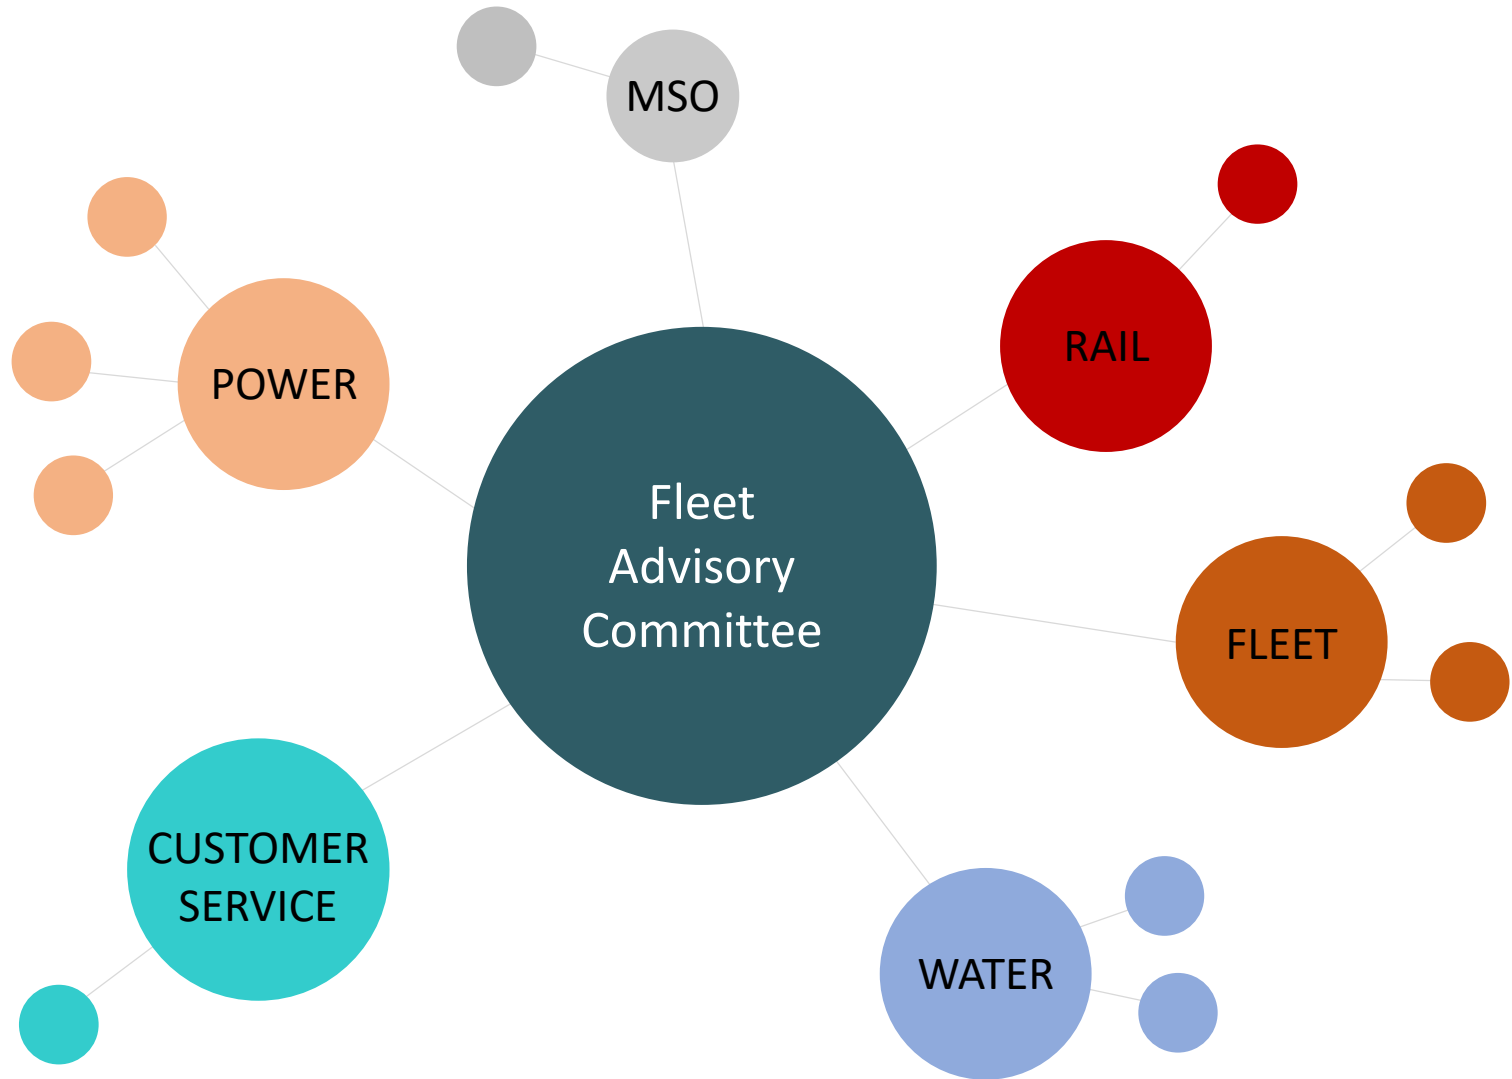 MSO
RAIL
POWER
Fleet
Advisory
Committee
FLEET
CUSTOMER
SERVICE
WATER